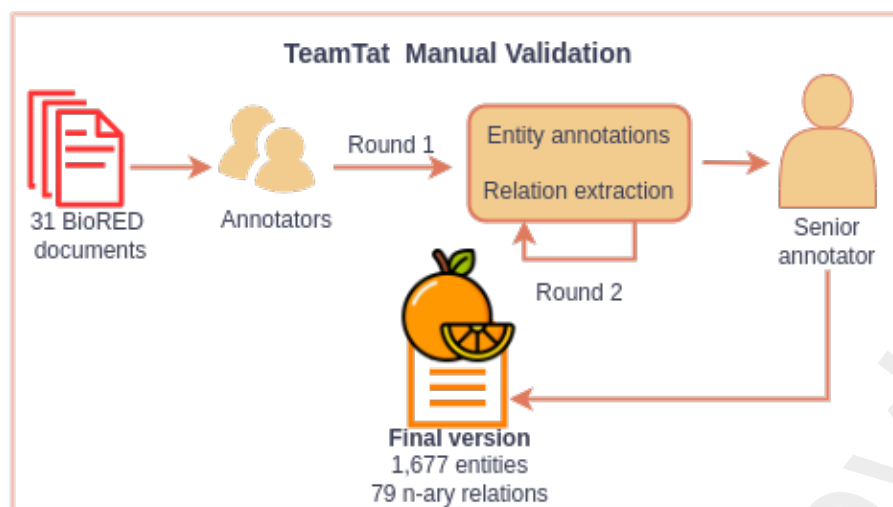 TeamTat Manual Validation
31 BioRED
documents
Annotators
Round 1
Entity annotations
Relation extraction
Round 2
Senior
annotator
Final version
1,677 entities
79 n-ary relations